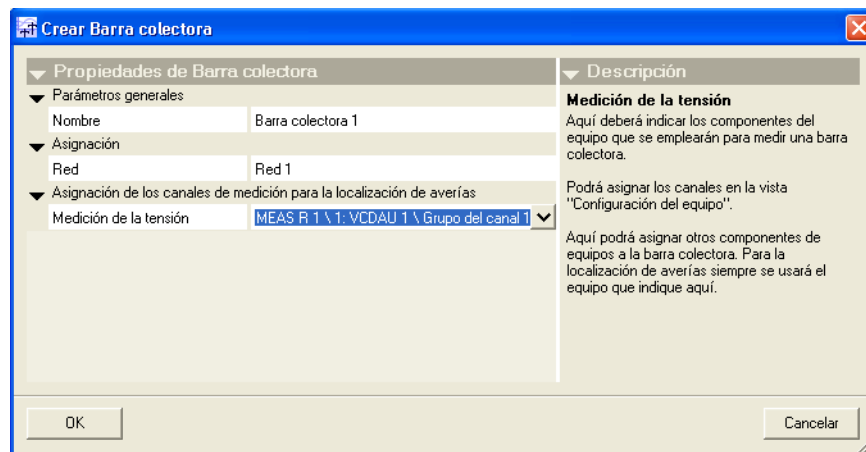 Crear Barra colectora
Propiedades de Barra colectora
Parámetros generales
Nombre Barra colectora 1
Asignación
Red Red 1
Asignación de los canales de medición para la localización de averías
Medición de la tensión MEAS R 1 \ 1: VCDAU 1 \ Grupo del canal 1
Descripción
Medición de la tensión
Aquí deberá indicar los componentes del
equipo que se emplearán para medir una barra
colectora.
Podrá asignar los canales en la vista
"Configuración del equipo".
Aquí podrá asignar otros componentes de
equipos a la barra colectora. Para la
localización de averías siempre se usará el
equipo que indique aquí.
OK
Cancelar